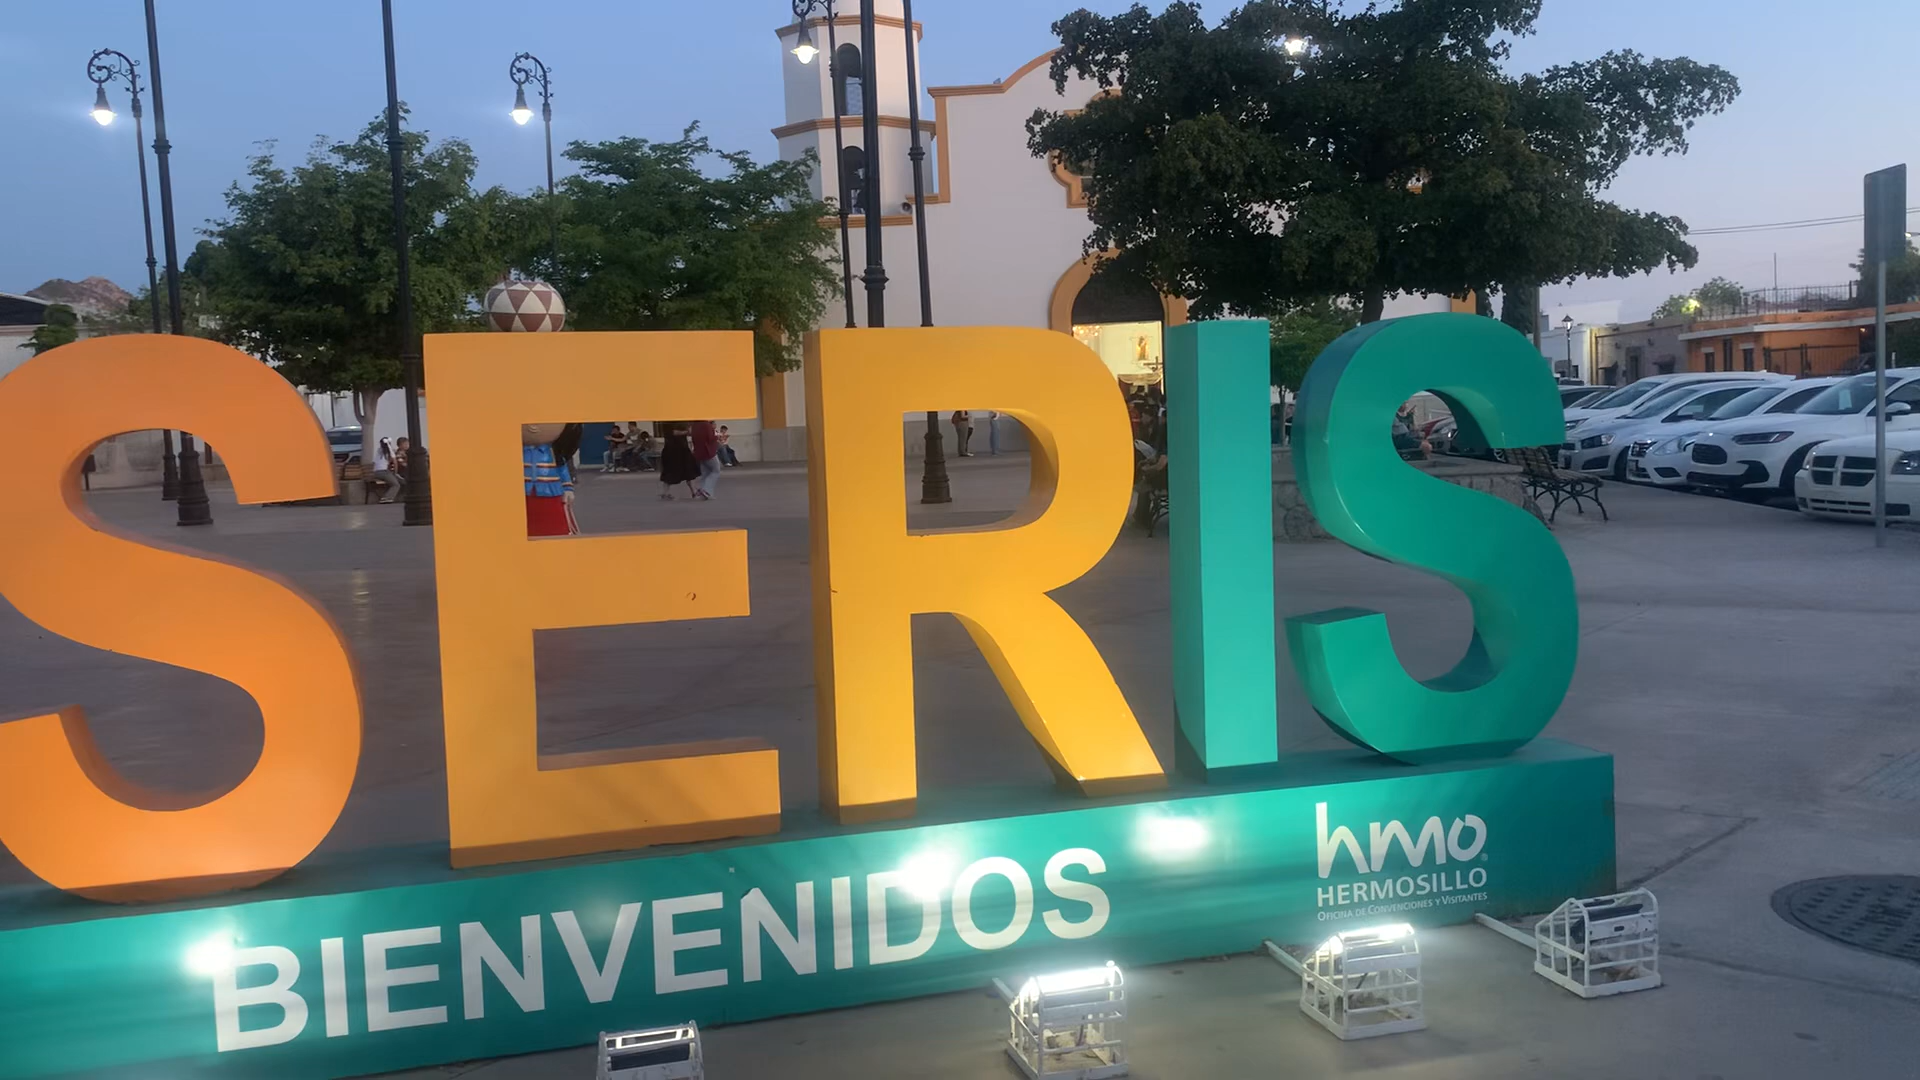 SERIS
BIENVENIDOS
hmo
HERMOSILLO
OFICINA DE CONVENCIONES Y VISITANTES